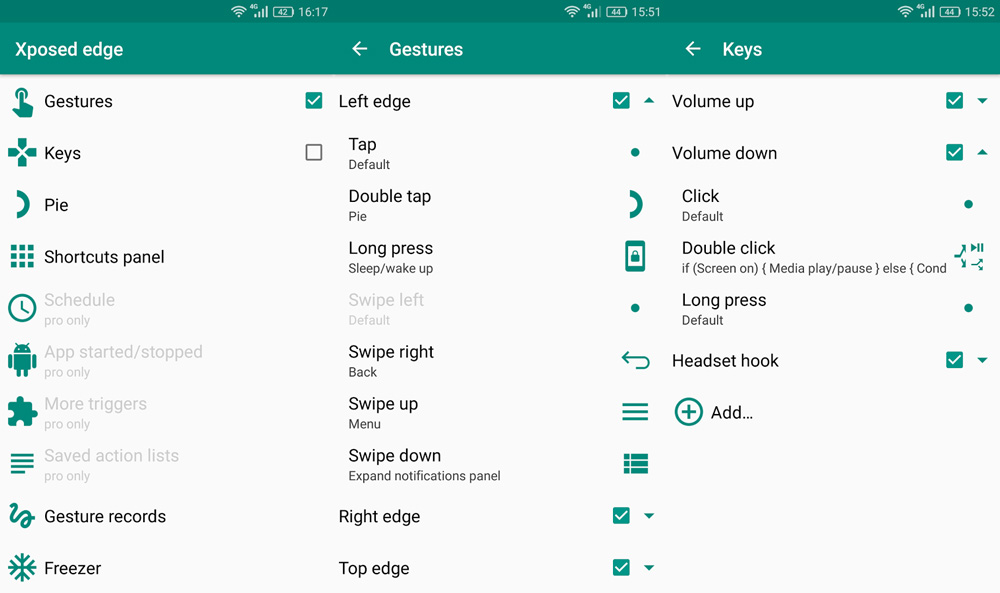 4G 42 16:17
Xposed edge
Gestures
Keys
Pie
Shortcuts panel
Schedule
pro only
App started/stopped
pro only
More triggers
pro only
Saved action lists
pro only
Gesture records
Freezer
4G 44 15:51
Gestures
Left edge
Tap
Default
Double tap
Pie
Long press
Sleep/wake up
Swipe left
Default
Swipe right
Back
Swipe up
Menu
Swipe down
Expand notifications panel
Right edge
Top edge
4G 44 15:52
Keys
Volume up
Volume down
Click
Default
Double click
if (Screen on) { Media play/pause } else { Cond
Long press
Default
Headset hook
Add...